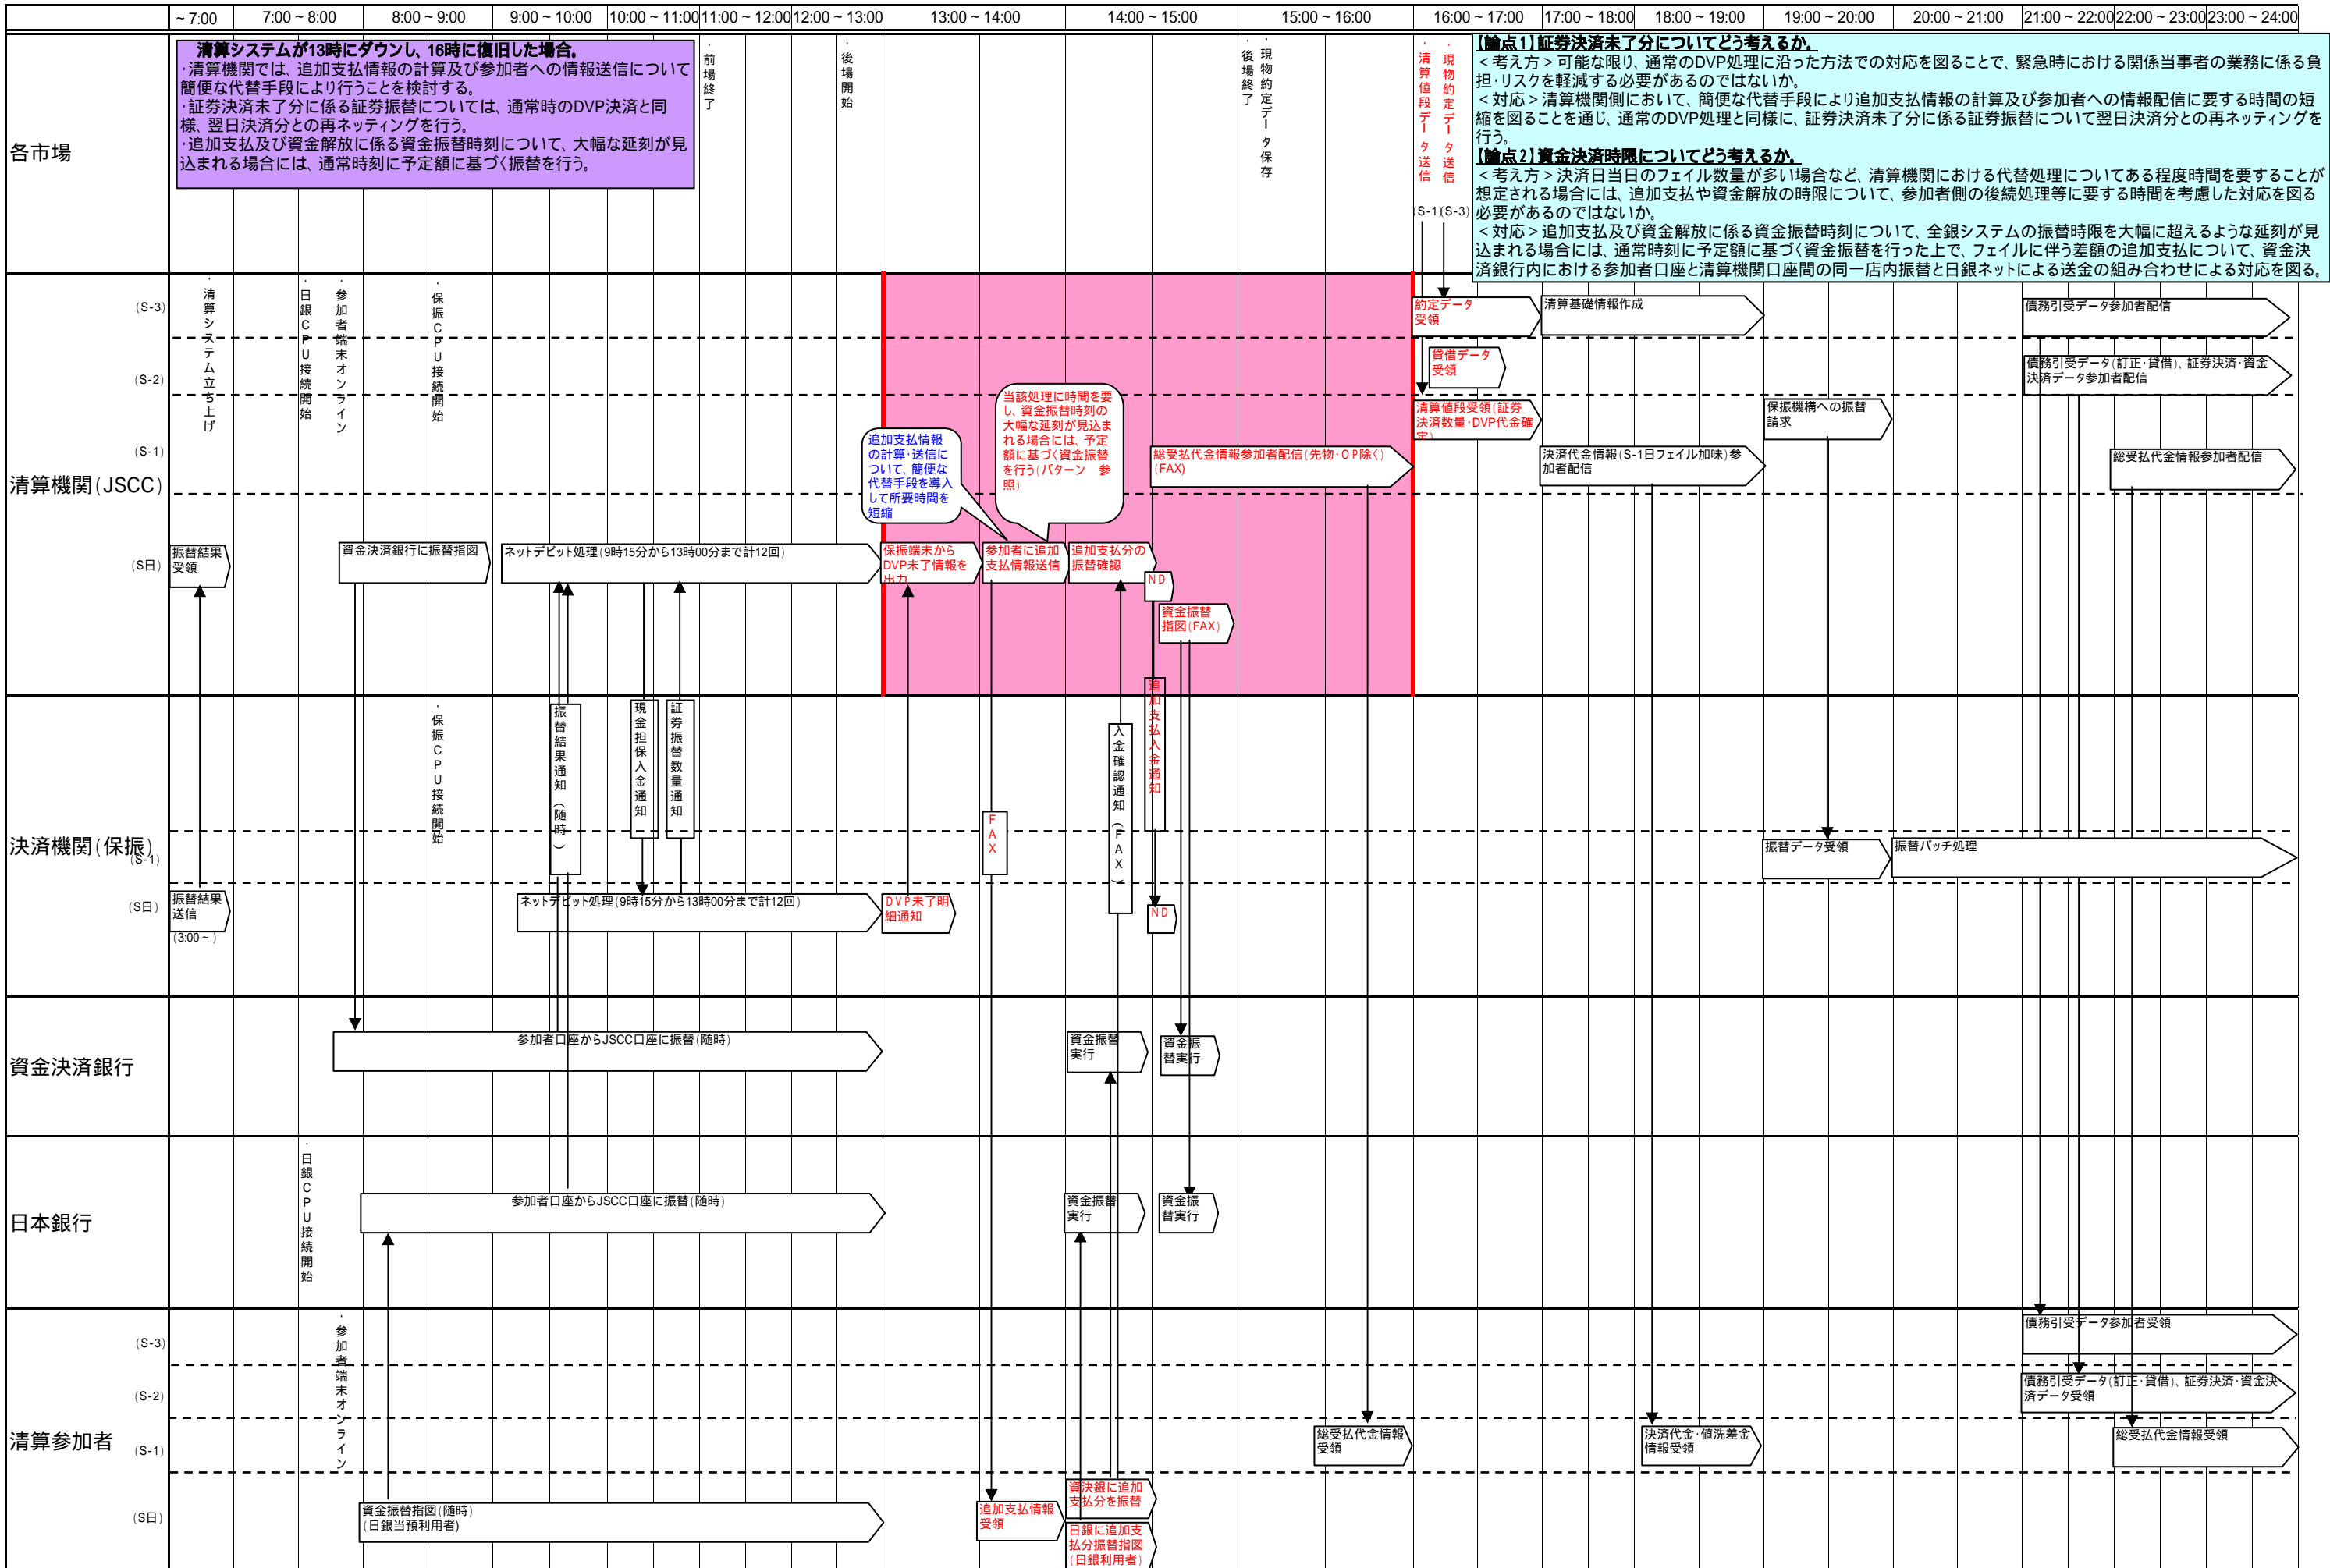 ~ 7:00
7:00 ~ 8:00
8:00 ~ 9:00
9:00 ~ 10:00
10:00 ~ 11:00
11:00 ~ 12:00
12:00 ~ 13:00
13:00 ~ 14:00
14:00 ~ 15:00
15:00 ~ 16:00
16:00 ~ 17:00
17:00 ~ 18:00
18:00 ~ 19:00
19:00 ~ 20:00
20:00 ~ 21:00
21:00 ~ 22:00
22:00 ~ 23:00
23:00 ~ 24:00
各市場
清算システムが13時にダウンし、16時に復旧した場合。
・清算機関では、追加支払情報の計算及び参加者への情報送信について
簡便な代替手段により行うことを検討する。
・証券決済未了分に係る証券振替については、通常時のDVP決済と同
様、翌日決済分との再ネッティングを行う。
・追加支払及び資金解放に係る資金振替時刻について、大幅な延刻が見
込まれる場合には、通常時刻に予定額に基づく振替を行う。
・前場終了
・後場開始
・後場終了
・現物約定データ保存
・清算値段データ送信
・現物約定データ送信
(S-1)(S-3)
【論点1】証券決済未了分についてどう考えるか。
<考え方>可能な限り、通常のDVP処理に沿った方法での対応を図ることで、緊急時における関係当事者の業務に係る負
担・リスクを軽減する必要があるのではないか。
<対応>清算機関側において、簡便な代替手段により追加支払情報の計算及び参加者への情報配信に要する時間の短
縮を図ることを通じ、通常のDVP処理と同様に、証券決済未了分に係る証券振替について翌日決済分との再ネッティングを
行う。
【論点2】資金決済時限についてどう考えるか。
<考え方>決済日当日のフェイル数量が多い場合など、清算機関における代替処理についてある程度時間を要することが
想定される場合には、追加支払や資金解放の時限について、参加者側の後続処理等に要する時間を考慮した対応を図る
必要があるのではないか。
<対応>追加支払及び資金解放に係る資金振替時刻について、全銀システムの振替時限を大幅に超えるような延刻が見
込まれる場合には、通常時刻に予定額に基づく資金振替を行った上で、フェイルに伴う差額の追加支払について、資金決
済銀行内における参加者口座と清算機関口座間の同一店内振替と日銀ネットによる送金の組み合わせによる対応を図る。
清算機関(JSCC)
(S-3)
(S-2)
(S-1)
(S日)
・清算システム立ち上げ
・日銀CPU接続開始
・参加者端末オンライン
・保振CPU接続開始
約定データ
受領
清算基礎情報作成
債務引受データ参加者配信
貸借データ
受領
債務引受データ(訂正・貸借)、証券決済・資金
決済データ参加者配信
清算値段受領(証券
決済数量・DVP代金確
定)
保振機構への振替
請求
追加支払情報
の計算・送信に
ついて、簡便な
代替手段を導入
して所要時間を
短縮
当該処理に時間を要
し、資金振替時刻の
大幅な延刻が見込ま
れる場合には、予定
額に基づく資金振替
を行う(パターン 参
照)
総受払代金情報参加者配信(先物・OP除く)
(FAX)
決済代金情報(S-1日フェイル加味)参
加者配信
総受払代金情報参加者配信
振替結果
受領
資金決済銀行に振替指図
ネットデビット処理(9時15分から13時00分まで計12回)
保振端末から
DVP未了情報を
出力
参加者に追加
支払情報送信
追加支払分の
振替確認
ND
資金振替
指図(FAX)
決済機関(保振)
(S-1)
(S日)
・保振CPU接続開始
振替結果通知(随時)
現金担保入金通知
証券振替数量通知
FAX
入金確認通知(FAX)
追加支払入金通知
振替データ受領
振替バッチ処理
振替結果
送信
(3:00 ~ )
ネットデビット処理(9時15分から13時00分まで計12回)
DVP未了明
細通知
ND
資金決済銀行
参加者口座からJSCC口座に振替(随時)
資金振替
実行
資金振
替実行
日本銀行
・日銀CPU接続開始
参加者口座からJSCC口座に振替(随時)
資金振替
実行
資金振
替実行
清算参加者
(S-3)
(S-2)
(S-1)
(S日)
・参加者端末オンライン
債務引受データ参加者受領
債務引受データ(訂正・貸借)、証券決済・資金決
済データ受領
総受払代金情報
受領
決済代金・値洗差金
情報受領
総受払代金情報受領
資金振替指図(随時)
(日銀当預利用者)
追加支払情報
受領
資決銀に追加
支払分を振替
日銀に追加支
払分振替指図
(日銀利用者)